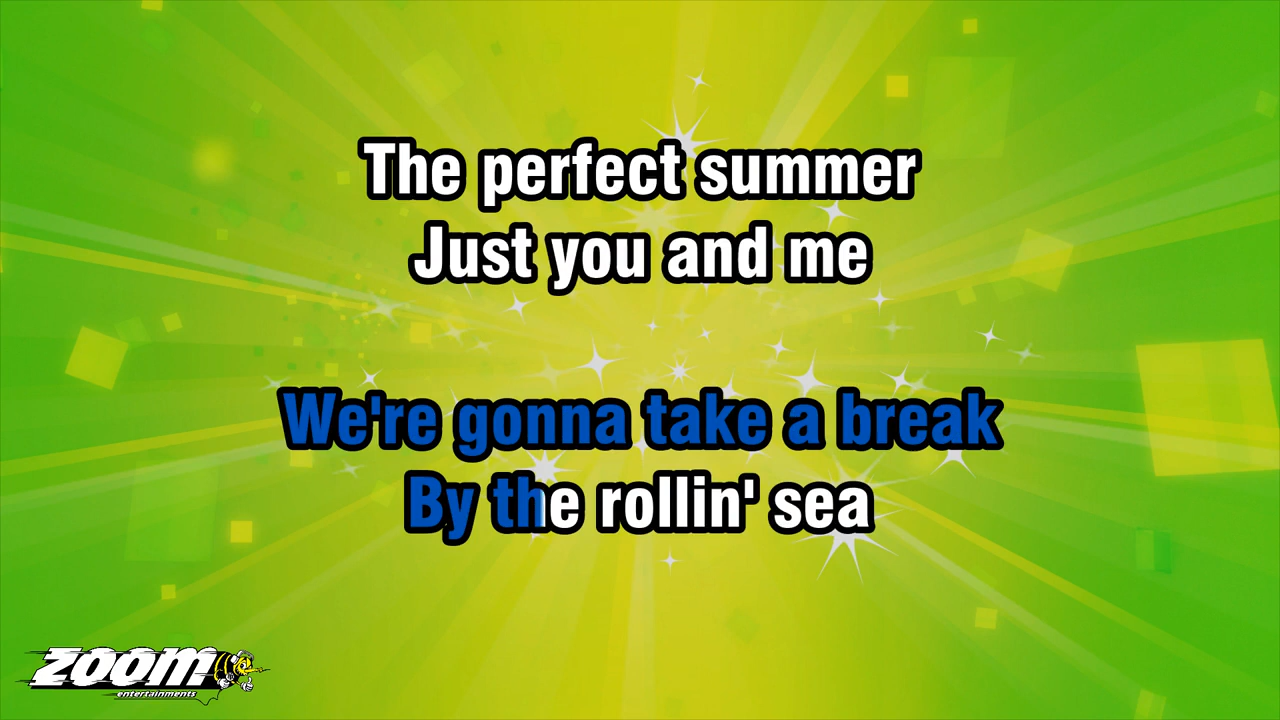 The perfect summer
Just you and me
We're gonna take a break
By the rollin' sea
ZOOM
entertainments